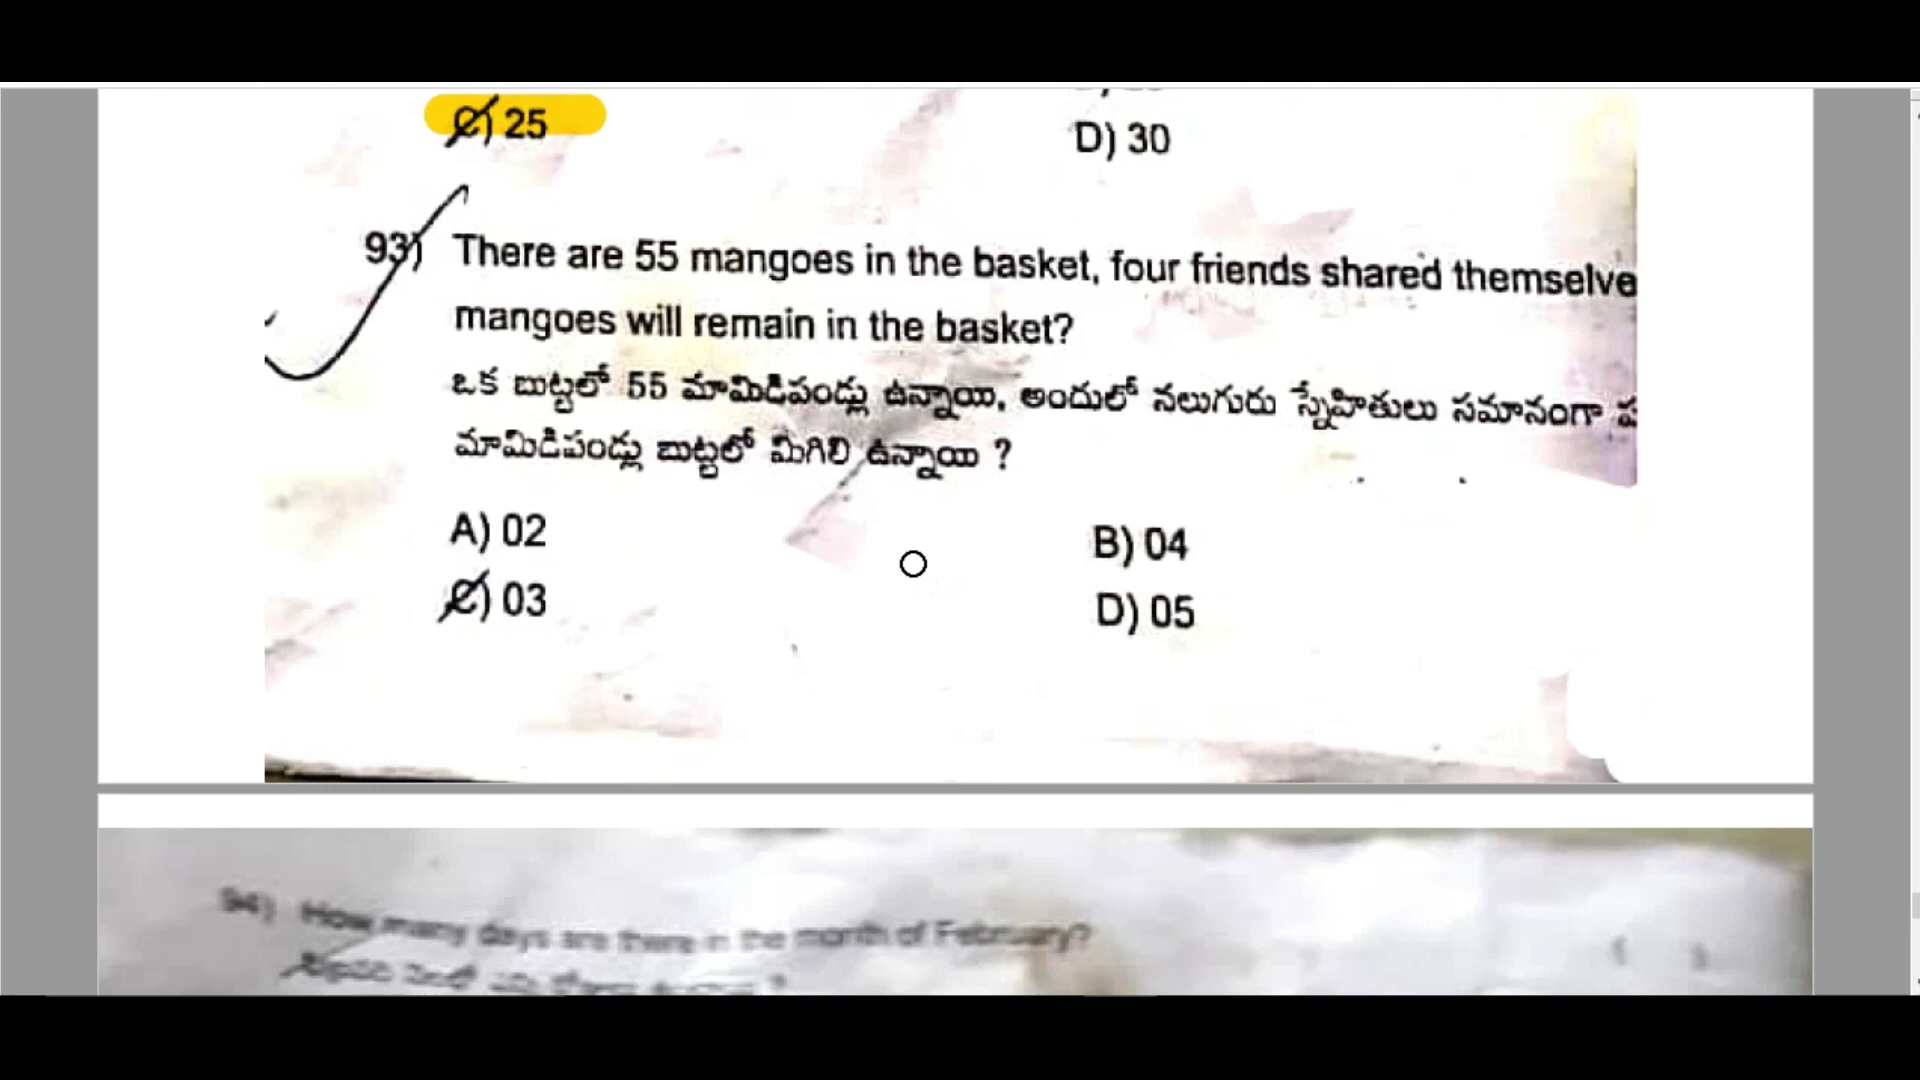 C) 25
D) 30
93) There are 55 mangoes in the basket, four friends shared themselve
mangoes will remain in the basket?
ఒక బుట్టలో 55 మామిడిపండ్లు ఉన్నాయి, అందులో నలుగురు స్నేహితులు సమానంగా ప
మామిడిపండ్లు బుట్టలో మిగిలి ఉన్నాయి ?
A) 02
B) 04
C) 03
D) 05
94) How many days are there in the month of February? ( )